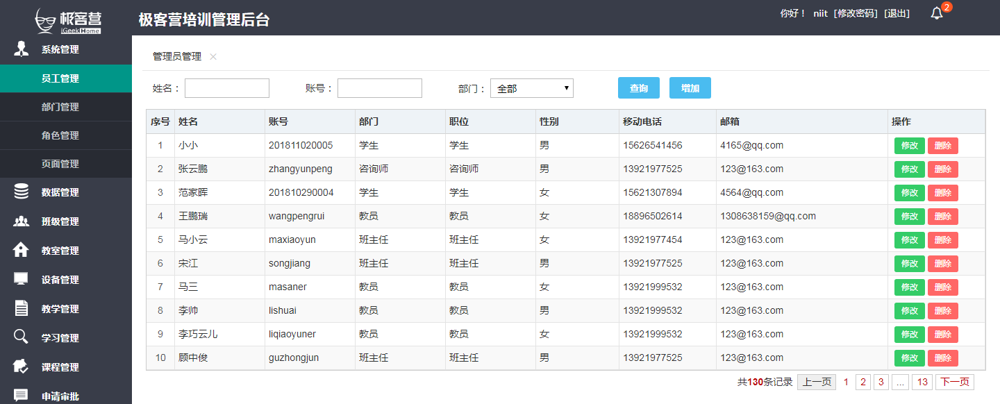 极客营
iGeekHome
极客营培训管理后台
你好！ niit [修改密码] [退出]
2
系统管理
员工管理
部门管理
角色管理
页面管理
数据管理
班级管理
教室管理
设备管理
教学管理
学习管理
课程管理
申请审批
管理员管理 ×
姓名： 账号： 部门： 全部 查询 增加
序号 姓名 账号 部门 职位 性别 移动电话 邮箱 操作
1 小小 201811020005 学生 学生 男 15626541456 4165@qq.com 修改 删除
2 张云鹏 zhangyunpeng 咨询师 咨询师 男 13921977525 123@163.com 修改 删除
3 范家晖 201810290004 学生 学生 女 15621307894 4564@qq.com 修改 删除
4 王鹏瑞 wangpengrui 教员 教员 女 18896502614 1308638159@qq.com 修改 删除
5 马小云 maxiaoyun 班主任 班主任 女 13921977454 123@163.com 修改 删除
6 宋江 songjiang 班主任 班主任 男 13921977525 123@163.com 修改 删除
7 马三 masaner 教员 教员 女 13921999532 123@163.com 修改 删除
8 李帅 lishuai 教员 教员 男 13921999532 123@163.com 修改 删除
9 李巧云儿 liqiaoyuner 教员 教员 女 13921999532 123@163.com 修改 删除
10 顾中俊 guzhongjun 班主任 班主任 男 13921977525 123@163.com 修改 删除
共130条记录 上一页 1 2 3 ... 13 下一页